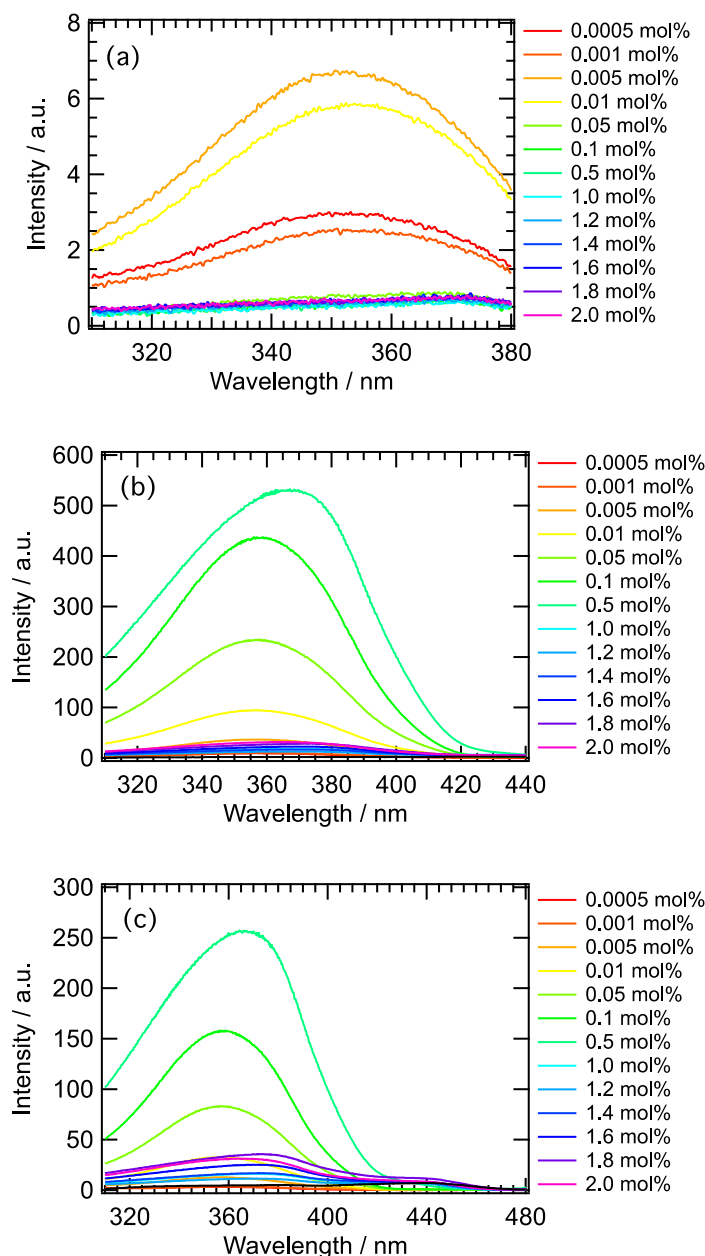 (a)
Intensity / a.u.
8
6
4
2
0
320
340
360
380
Wavelength / nm
0.0005 mol%
0.001 mol%
0.005 mol%
0.01 mol%
0.05 mol%
0.1 mol%
0.5 mol%
1.0 mol%
1.2 mol%
1.4 mol%
1.6 mol%
1.8 mol%
2.0 mol%
(b)
Intensity / a.u.
600
500
400
300
200
100
0
320
340
360
380
400
420
440
Wavelength / nm
0.0005 mol%
0.001 mol%
0.005 mol%
0.01 mol%
0.05 mol%
0.1 mol%
0.5 mol%
1.0 mol%
1.2 mol%
1.4 mol%
1.6 mol%
1.8 mol%
2.0 mol%
(c)
Intensity / a.u.
300
250
200
150
100
50
0
320
360
400
440
480
Wavelength / nm
0.0005 mol%
0.001 mol%
0.005 mol%
0.01 mol%
0.05 mol%
0.1 mol%
0.5 mol%
1.0 mol%
1.2 mol%
1.4 mol%
1.6 mol%
1.8 mol%
2.0 mol%